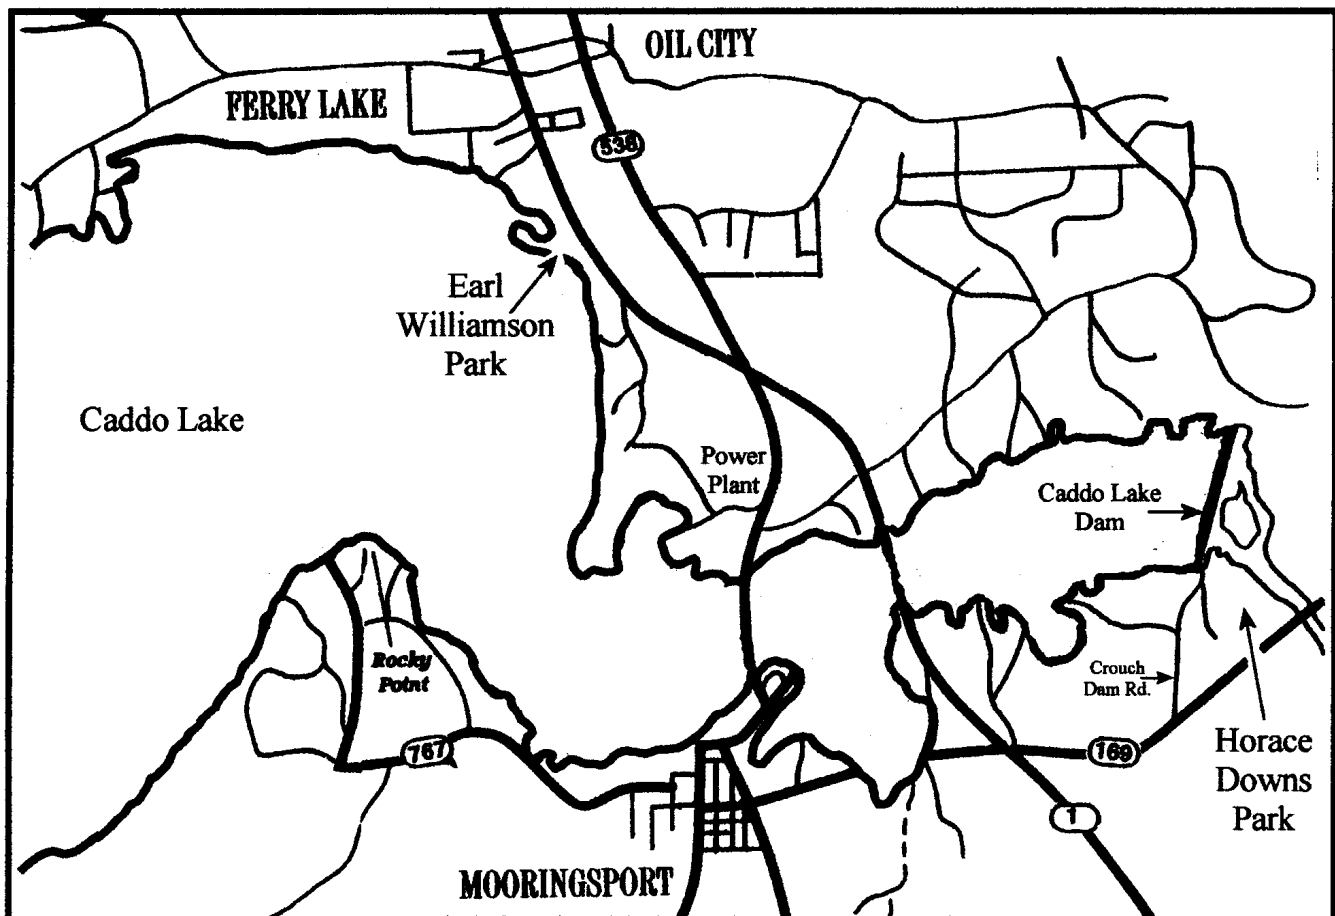 OIL CITY
FERRY LAKE
538
Earl
Williamson
Park
Caddo Lake
Power
Plant
Caddo Lake
Dam
Rocky
Point
Crouch
Dam Rd.
767
169
Horace
Downs
Park
1
MOORINGSPORT